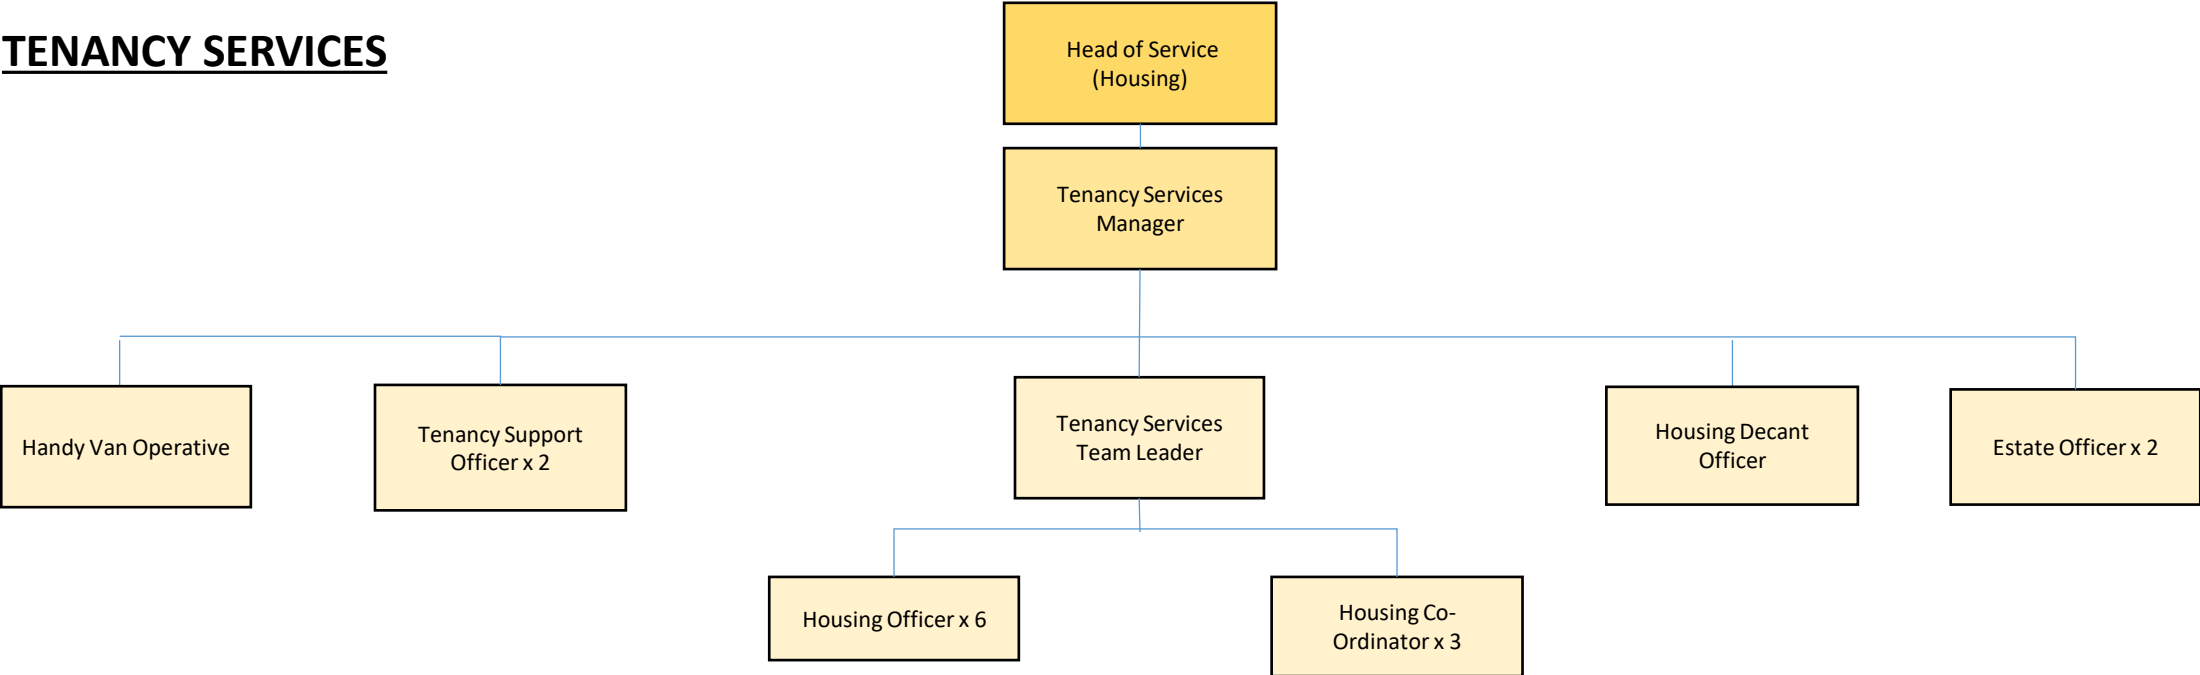 TENANCY SERVICES
Head of Service
(Housing)
Tenancy Services
Manager
Handy Van Operative
Tenancy Support
Officer x 2
Tenancy Services
Team Leader
Housing Decant
Officer
Estate Officer x 2
Housing Officer x 6
Housing Co-
Ordinator x 3